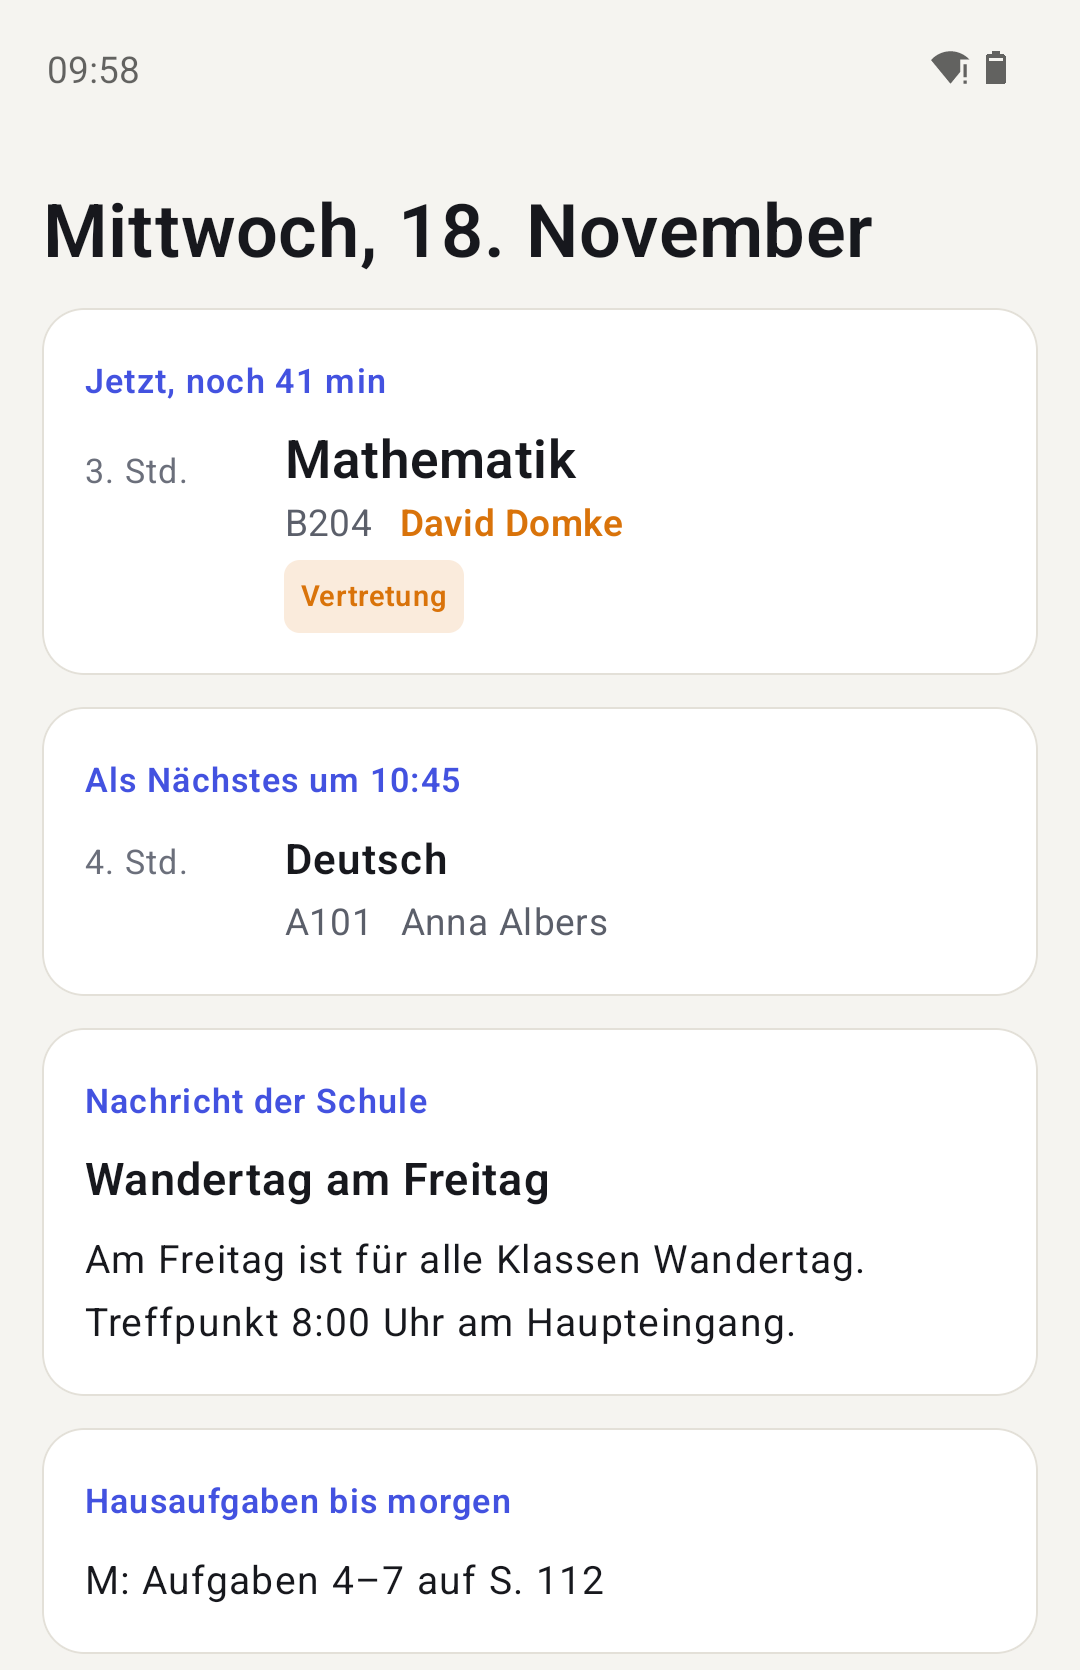 09:58
Mittwoch, 18. November
Jetzt, noch 41 min
3. Std.
Mathematik
B204 David Domke
Vertretung
Als Nächstes um 10:45
4. Std.
Deutsch
A101 Anna Albers
Nachricht der Schule
Wandertag am Freitag
Am Freitag ist für alle Klassen Wandertag.
Treffpunkt 8:00 Uhr am Haupteingang.
Hausaufgaben bis morgen
M: Aufgaben 4–7 auf S. 112